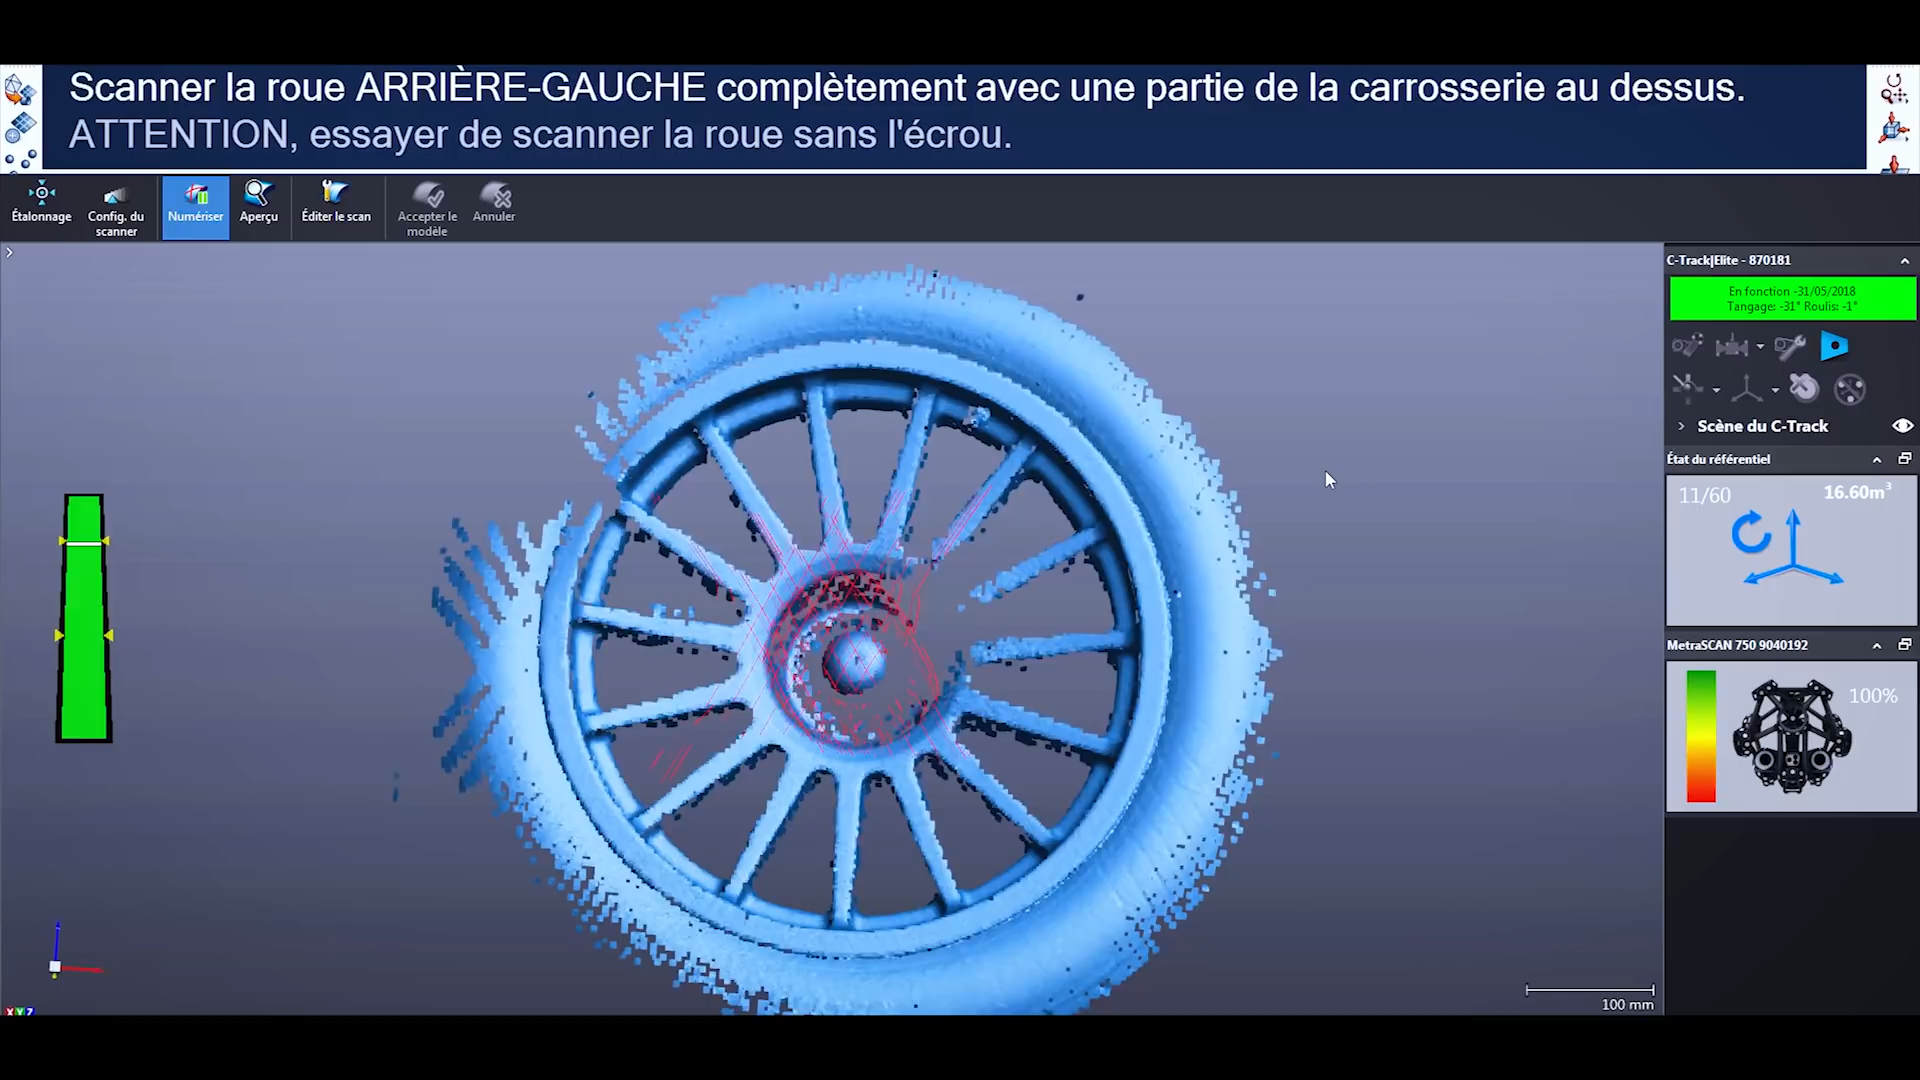 Scanner la roue ARRIÈRE-GAUCHE complètement avec une partie de la carrosserie au dessus.
ATTENTION, essayer de scanner la roue sans l'écrou.
Étalonnage
Config. du
scanner
Numériser
Aperçu
Éditer le scan
Accepter le
modèle
Annuler
C-Track|Elite - 870181
En fonction -31/05/2018
Tangage: -31° Roulis: -1°
Scène du C-Track
État du référentiel
11/60
16.60m³
MetraSCAN 750 9040192
100%
100 mm
X Y Z